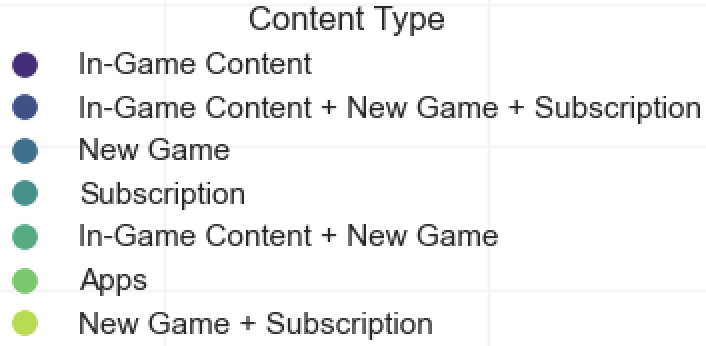 Content Type
In-Game Content
In-Game Content + New Game + Subscription
New Game
Subscription
In-Game Content + New Game
Apps
New Game + Subscription